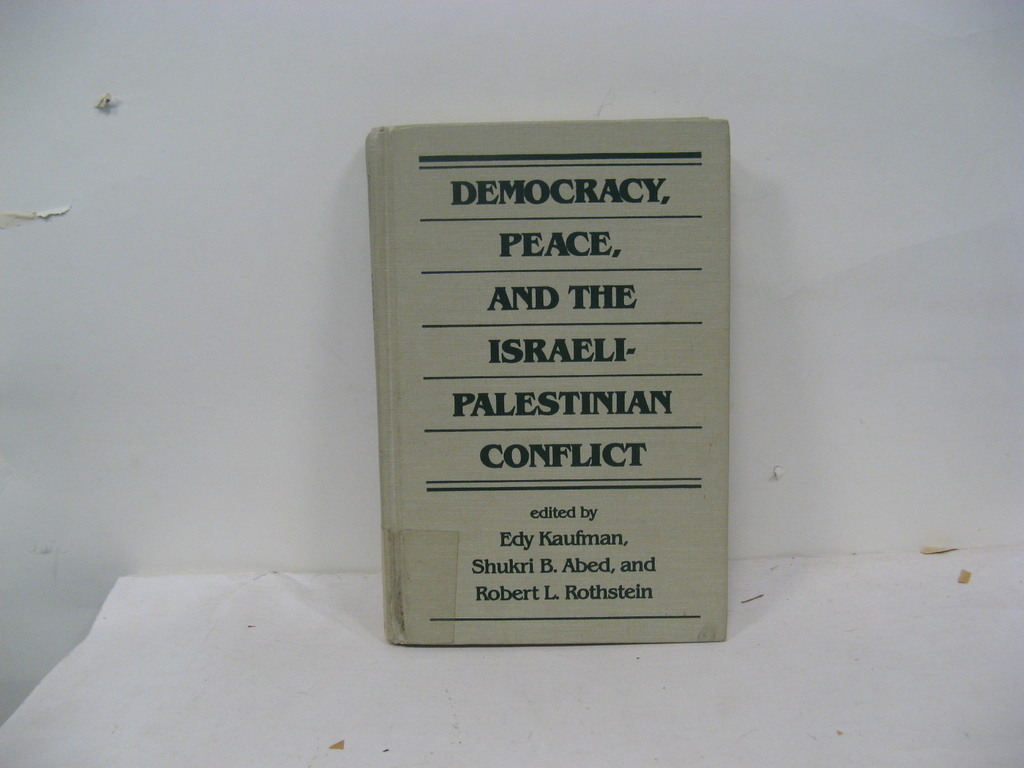 DEMOCRACY,
PEACE,
AND THE
ISRAELI-
PALESTINIAN
CONFLICT
edited by
Edy Kaufman,
Shukri B. Abed, and
Robert L. Rothstein